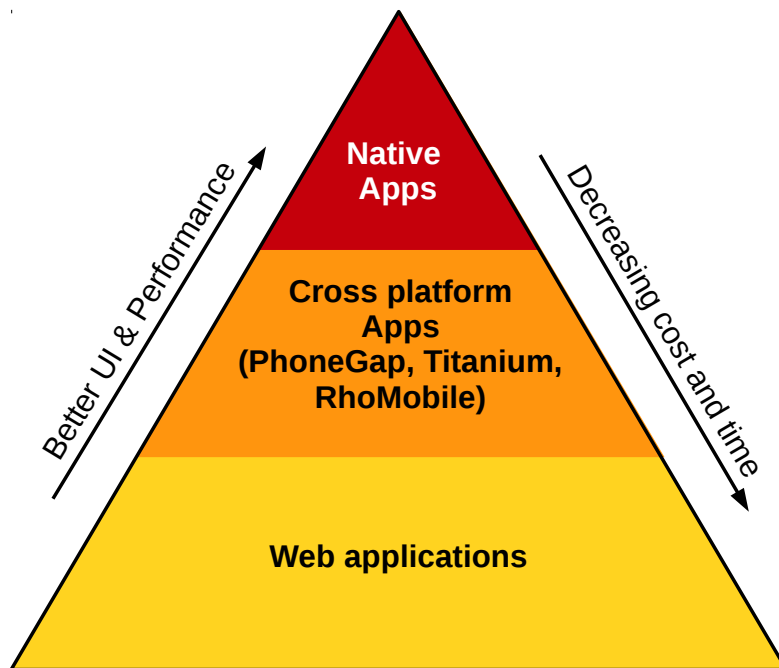 Native
Apps
Cross platform
Apps
(PhoneGap, Titanium,
RhoMobile)
Web applications
Better UI & Performance
Decreasing cost and time